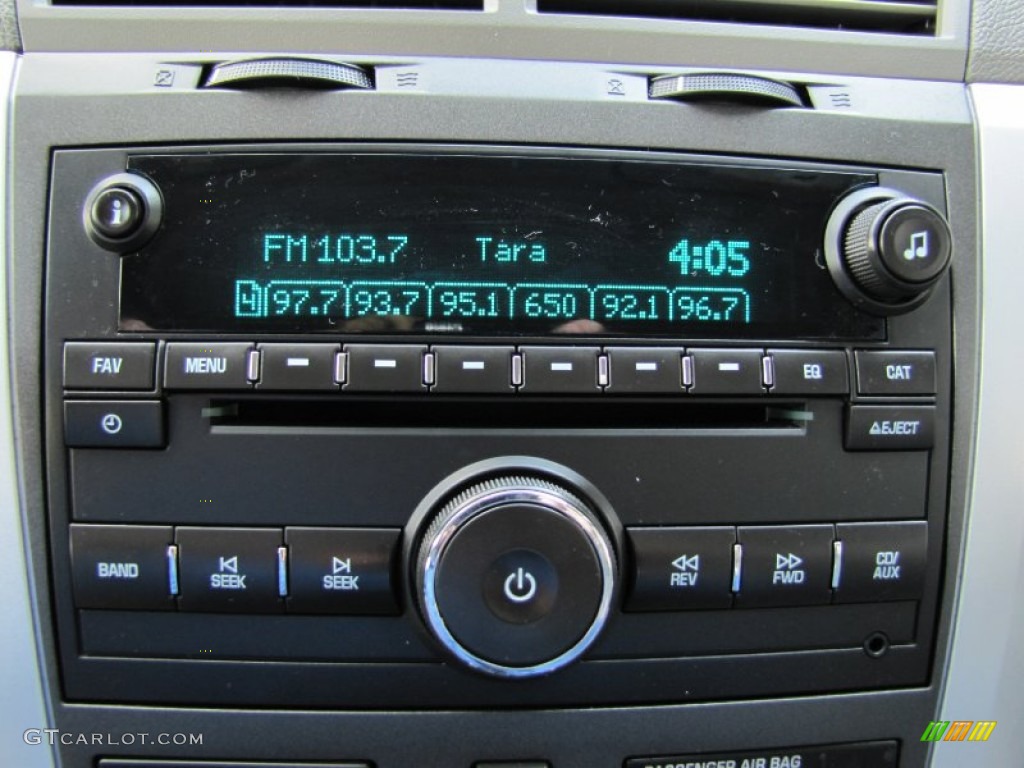 FM 103.7 Tara 4:05
4 97.7 93.7 95.1 650 92.1 96.7
FAV MENU EQ CAT
EJECT
BAND SEEK SEEK REV FWD CD/
AUX
GTCARLOT.COM
PASSENGER AIR BAG